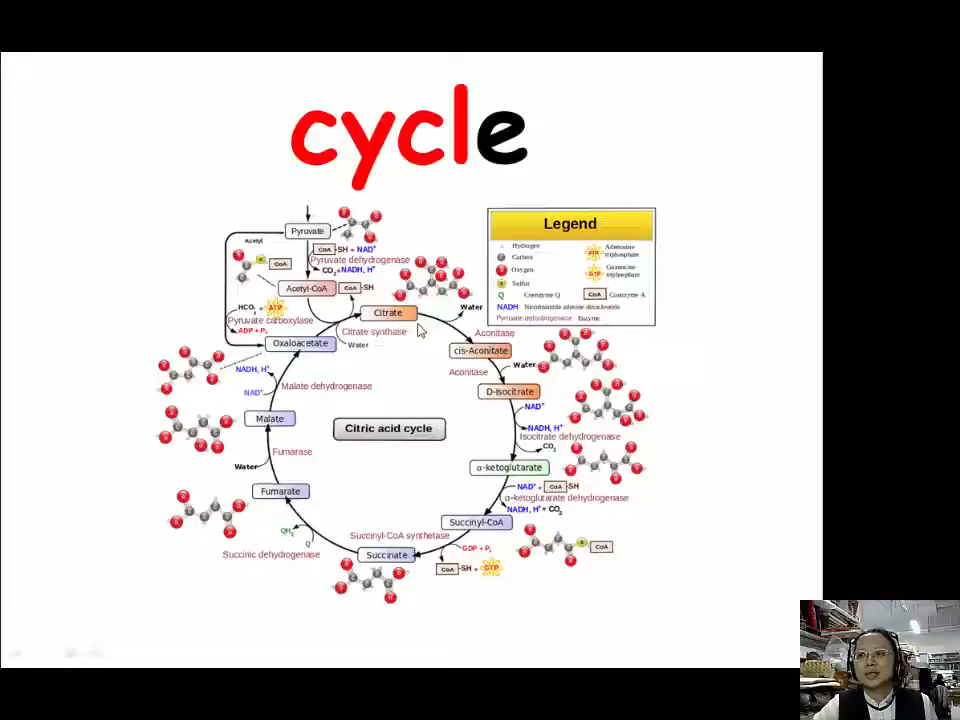 cycle
Pyruvate
Acetyl
CoA
CoA -SH + NAD+
Pyruvate dehydrogenase
CO2 + NADH, H+
Acetyl-CoA
CoA -SH
HCO3 + ATP
Pyruvate carboxylase
ADP + Pi
Citrate
Water
Citrate synthase
Water
Oxaloacetate
Aconitase
cis-Aconitate
Water
Aconitase
D-Isocitrate
NAD+
NADH, H+
Isocitrate dehydrogenase
CO2
α-ketoglutarate
NAD+ + CoA -SH
α-ketoglutarate dehydrogenase
NADH, H+ + CO2
Succinyl-CoA
CoA
Succinyl-CoA synthetase
GDP + Pi
CoA -SH + GTP
Succinate
Succinic dehydrogenase
Q
QH2
Fumarate
Water
Fumarase
Malate
Malate dehydrogenase
NAD+
NADH, H+
Citric acid cycle
Legend
Hydrogen
Carbon
Oxygen
Sulfur
Q Coenzyme Q
NADH Nicotinamide adenine dinucleotide
Pyruvate dehydrogenase Enzyme
ATP Adenosine triphosphate
GTP Guanosine triphosphate
CoA Coenzyme A